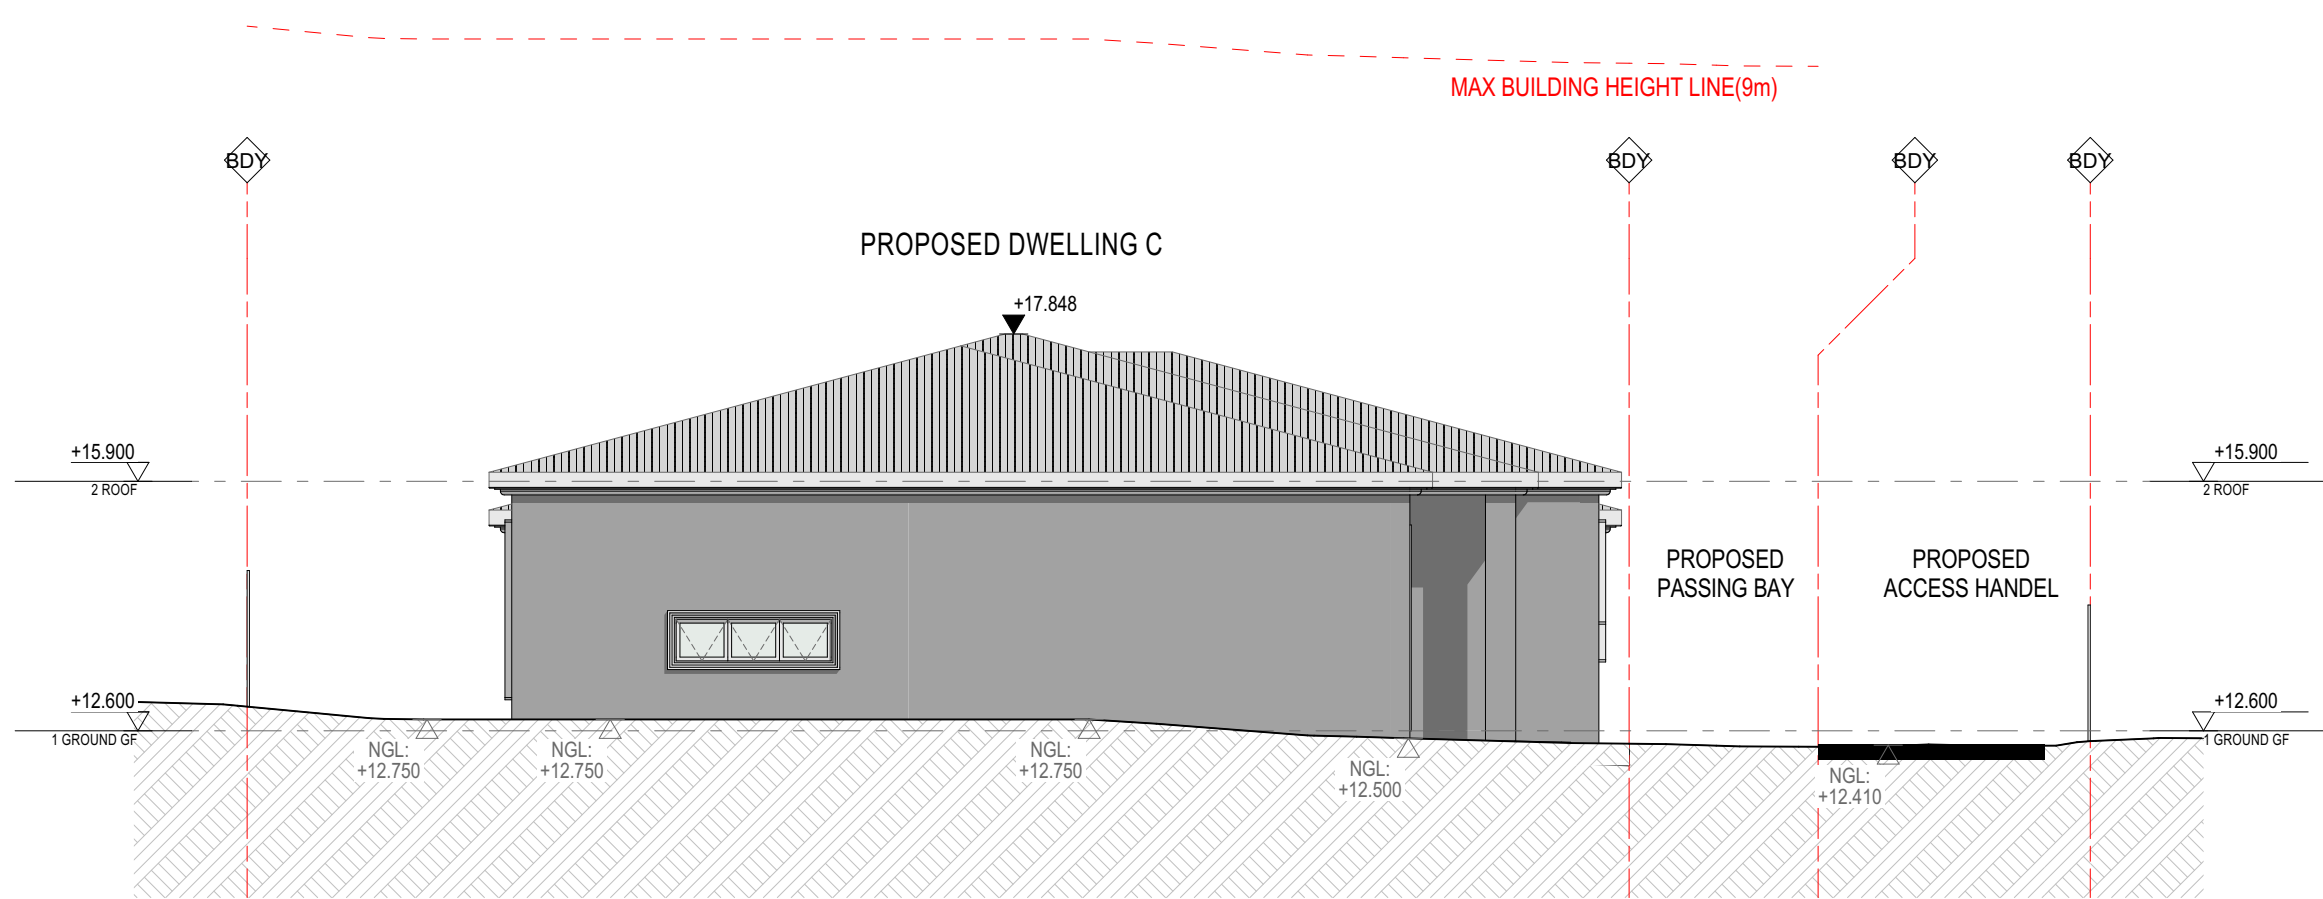 MAX BUILDING HEIGHT LINE(9m)
BDY
BDY
BDY
BDY
PROPOSED DWELLING C
+17.848
+15.900
2 ROOF
+15.900
2 ROOF
PROPOSED
PASSING BAY
PROPOSED
ACCESS HANDEL
+12.600
1 GROUND GF
+12.600
1 GROUND GF
NGL:
+12.750
NGL:
+12.750
NGL:
+12.750
NGL:
+12.500
NGL:
+12.410